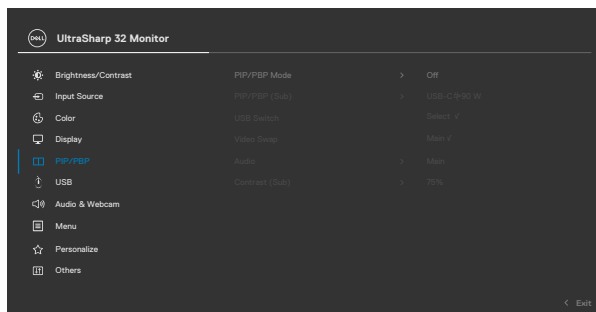 DELL UltraSharp 32 Monitor
Brightness/Contrast PIP/PBP Mode > Off
Input Source PIP/PBP (Sub) > USB-C 90 W
Color USB Switch Select √
Display Video Swap Main √
PIP/PBP Audio > Main
USB Contrast (Sub) > 75%
Audio & Webcam
Menu
Personalize
Others
< Exit